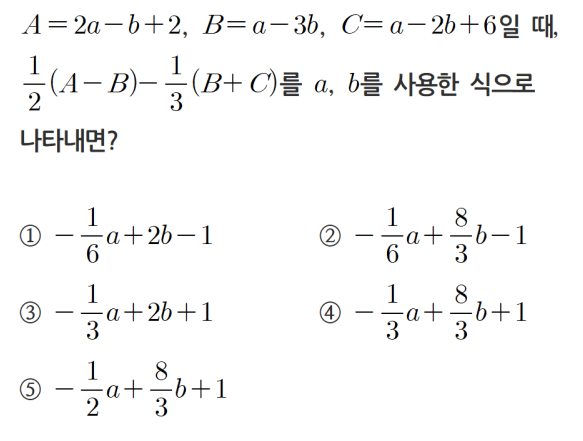 A=2a−b+2, B=a−3b, C=a−2b+6일 때,
\frac{1}{2}(A−B)−\frac{1}{3}(B+C)를 a, b를 사용한 식으로
나타내면?
① −\frac{1}{6}a+2b−1 ② −\frac{1}{6}a+\frac{8}{3}b−1
③ −\frac{1}{3}a+2b+1 ④ −\frac{1}{3}a+\frac{8}{3}b+1
⑤ −\frac{1}{2}a+\frac{8}{3}b+1